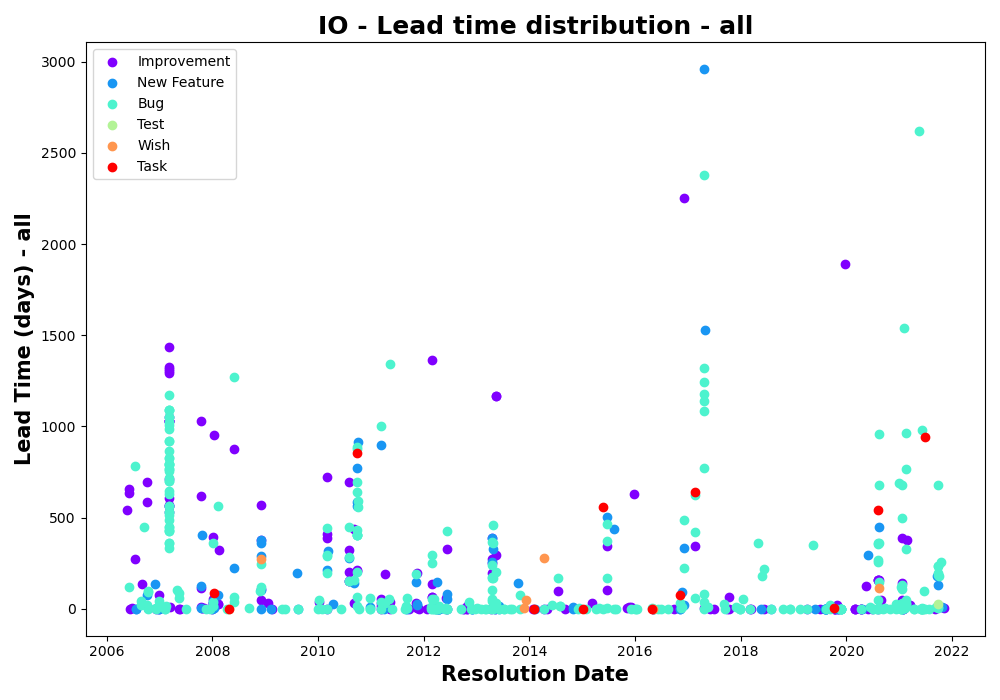 IO - Lead time distribution - all
Improvement
New Feature
Bug
Test
Wish
Task
Lead Time (days) - all
3000
2500
2000
1500
1000
500
0
2006 2008 2010 2012 2014 2016 2018 2020 2022
Resolution Date